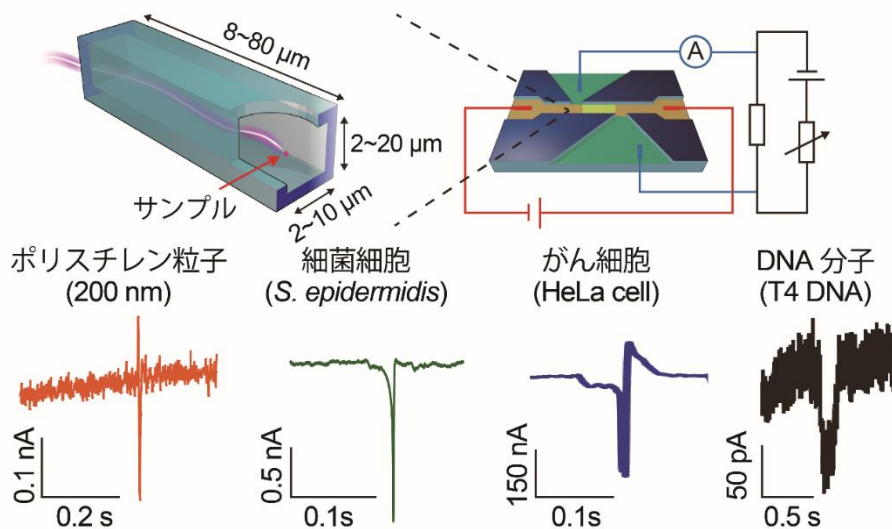 8~80 µm
2~20 µm
2~10 µm
サンプル
A
ポリスチレン粒子
(200 nm)
細菌細胞
(S. epidermidis)
がん細胞
(HeLa cell)
DNA 分子
(T4 DNA)
0.1 nA
0.2 s
0.5 nA
0.1s
150 nA
0.1s
50 pA
0.5 s